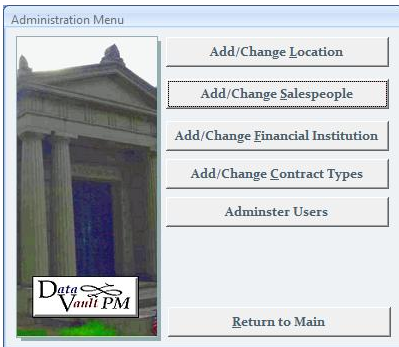 Administration Menu
Add/Change Location
Add/Change Salespeople
Add/Change Financial Institution
Add/Change Contract Types
Adminster Users
Data
Vault PM
Return to Main